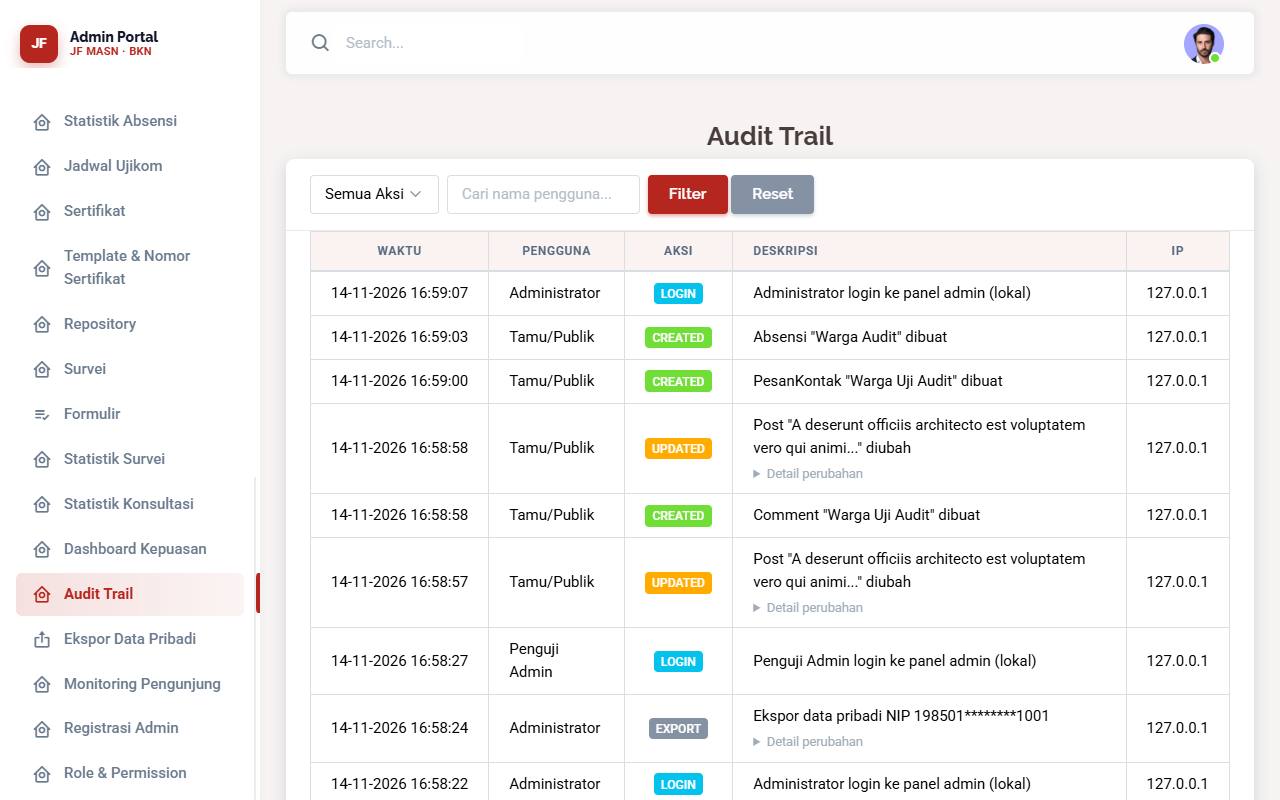 JF
Admin Portal
JF MASN · BKN
Statistik Absensi
Jadwal Ujikom
Sertifikat
Template & Nomor
Sertifikat
Repository
Survei
Formulir
Statistik Survei
Statistik Konsultasi
Dashboard Kepuasan
Audit Trail
Ekspor Data Pribadi
Monitoring Pengunjung
Registrasi Admin
Role & Permission
Search...
Audit Trail
Semua Aksi Cari nama pengguna... Filter Reset
WAKTU PENGGUNA AKSI DESKRIPSI IP
14-11-2026 16:59:07 Administrator LOGIN Administrator login ke panel admin (lokal) 127.0.0.1
14-11-2026 16:59:03 Tamu/Publik CREATED Absensi "Warga Audit" dibuat 127.0.0.1
14-11-2026 16:59:00 Tamu/Publik CREATED PesanKontak "Warga Uji Audit" dibuat 127.0.0.1
14-11-2026 16:58:58 Tamu/Publik UPDATED Post "A deserunt officiis architecto est voluptatem
vero qui animi..." diubah 127.0.0.1
Detail perubahan
14-11-2026 16:58:58 Tamu/Publik CREATED Comment "Warga Uji Audit" dibuat 127.0.0.1
14-11-2026 16:58:57 Tamu/Publik UPDATED Post "A deserunt officiis architecto est voluptatem
vero qui animi..." diubah 127.0.0.1
Detail perubahan
14-11-2026 16:58:27 Penguji
Admin LOGIN Penguji Admin login ke panel admin (lokal) 127.0.0.1
14-11-2026 16:58:24 Administrator EXPORT Ekspor data pribadi NIP 198501********1001 127.0.0.1
Detail perubahan
14-11-2026 16:58:22 Administrator LOGIN Administrator login ke panel admin (lokal) 127.0.0.1